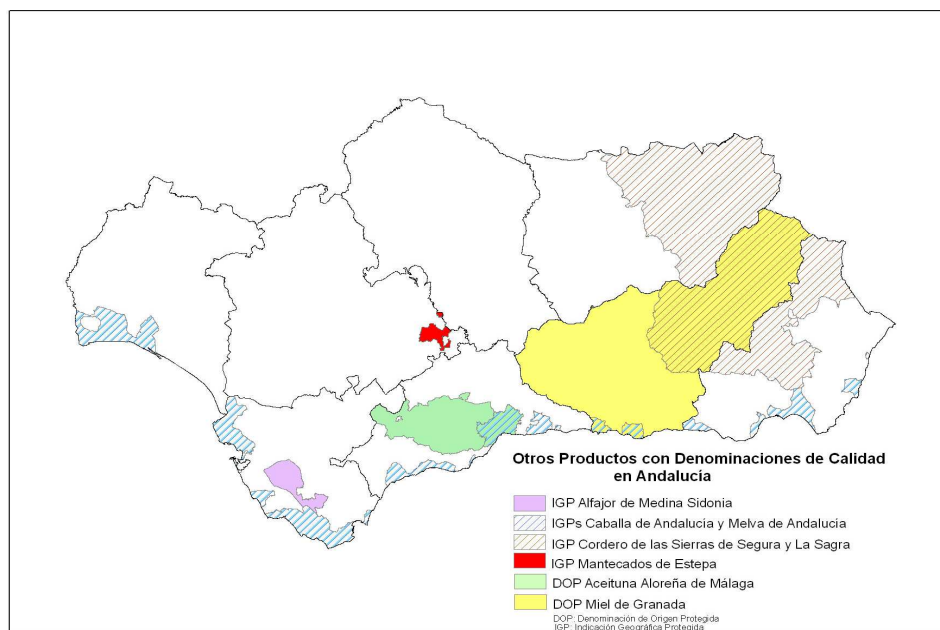 Otros Productos con Denominaciones de Calidad
en Andalucía
IGP Alfajor de Medina Sidonia
IGPs Caballa de Andalucia y Melva de Andalucia
IGP Cordero de las Sierras de Segura y La Sagra
IGP Mantecados de Estepa
DOP Aceituna Aloreña de Málaga
DOP Miel de Granada
DOP: Denominación de Origen Protegida
IGP: Indicación Geográfica Protegida